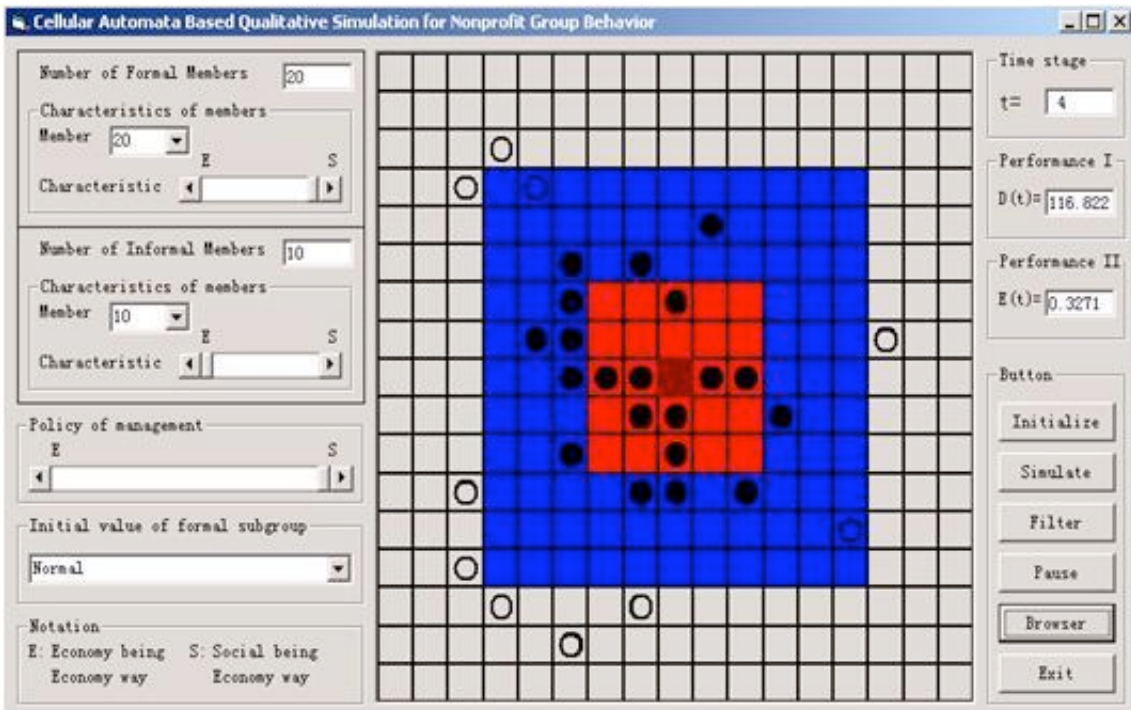 Cellular Automata Based Qualitative Simulation for Nonprofit Group Behavior
Number of Formal Members 20
Characteristics of members
Member 20
E S
Characteristic
Number of Informal Members 10
Characteristics of members
Member 10
E S
Characteristic
Policy of management
E S
Initial value of formal subgroup
Normal
Notation
E: Economy being S: Social being
Economy way Economy way
Time stage
t= 4
Performance I
D(t)= 116.822
Performance II
E(t)= 0.3271
Button
Initialize
Simulate
Filter
Pause
Browser
Exit